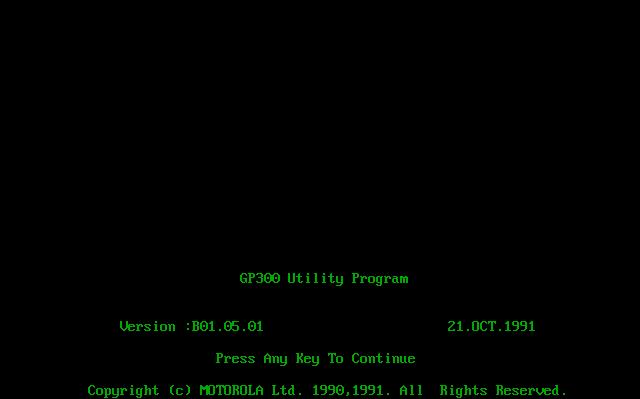 GP300 Utility Program
Version :B01.05.01 21.OCT.1991
Press Any Key To Continue
Copyright (c) MOTOROLA Ltd. 1990,1991. All  Rights Reserved.